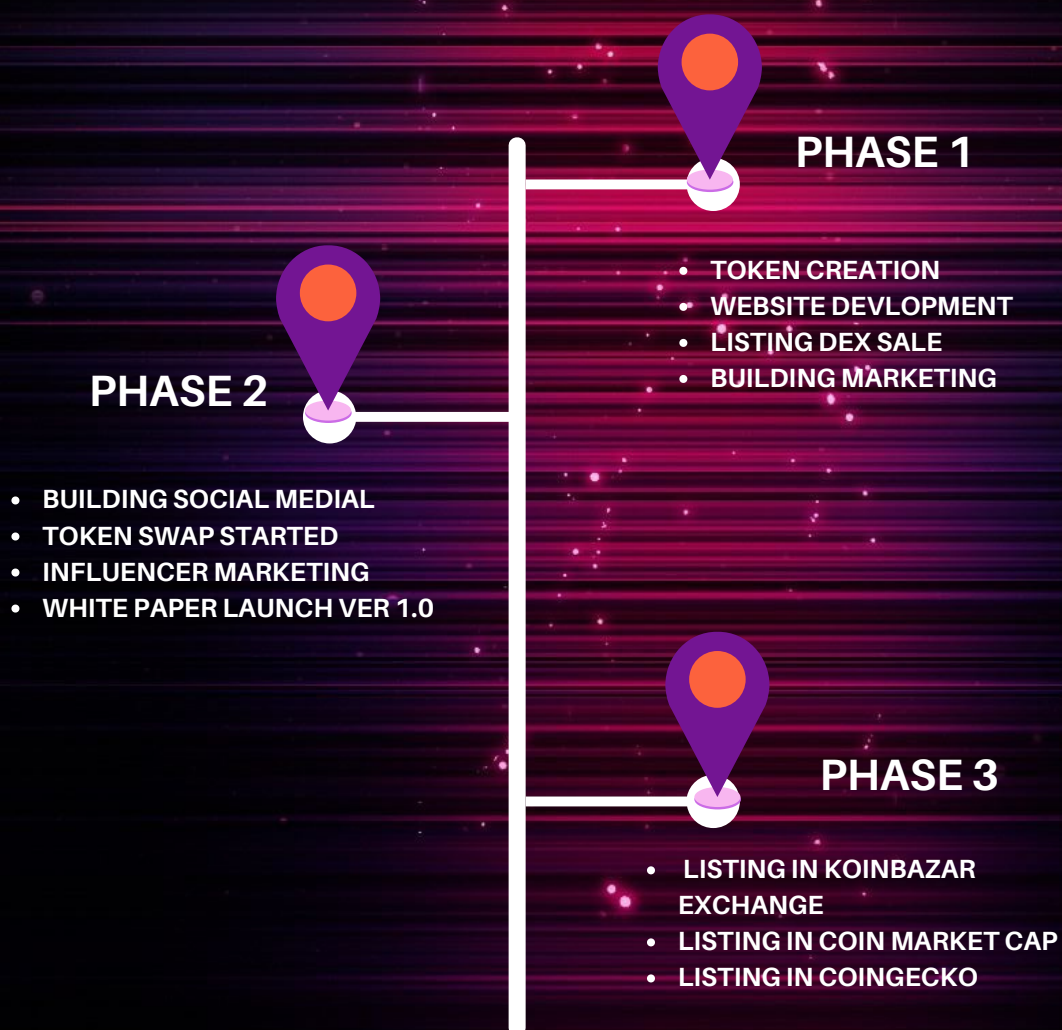 PHASE 1
• TOKEN CREATION
• WEBSITE DEVLOPMENT
• LISTING DEX SALE
• BUILDING MARKETING
PHASE 2
• BUILDING SOCIAL MEDIAL
• TOKEN SWAP STARTED
• INFLUENCER MARKETING
• WHITE PAPER LAUNCH VER 1.0
PHASE 3
• LISTING IN KOINBAZAR
EXCHANGE
• LISTING IN COIN MARKET CAP
• LISTING IN COINGECKO